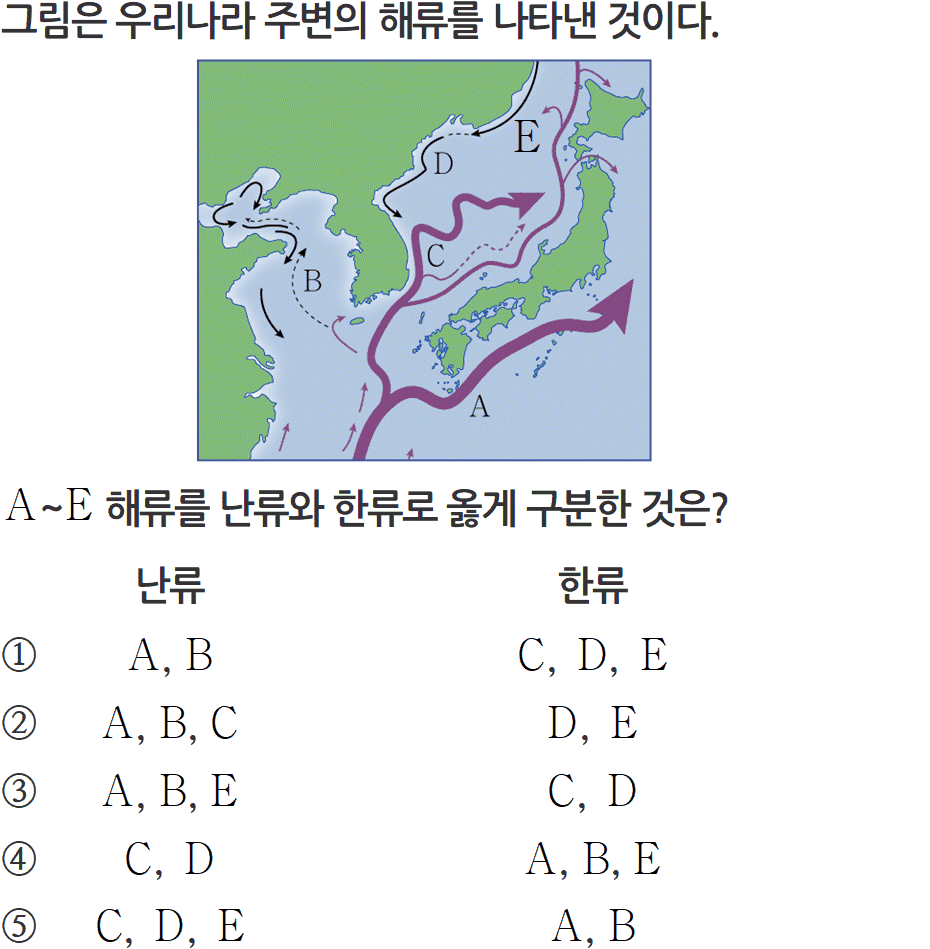 그림은 우리나라 주변의 해류를 나타낸 것이다.
E
D
C
B
A
A~E 해류를 난류와 한류로 옳게 구분한 것은?
난류 한류
① A, B C, D, E
② A, B, C D, E
③ A, B, E C, D
④ C, D A, B, E
⑤ C, D, E A, B